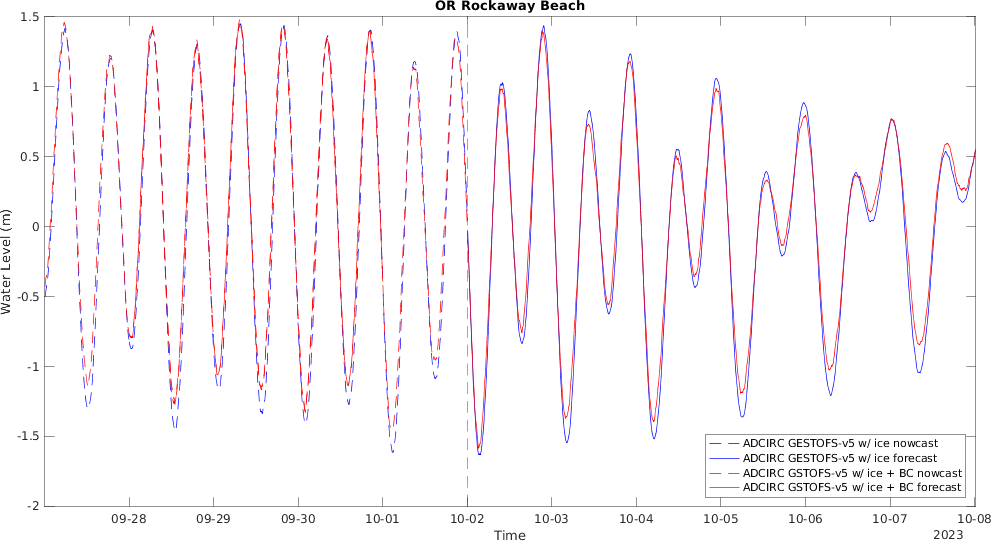 OR Rockaway Beach
1.5
1
0.5
0
-0.5
-1
-1.5
-2
Water Level (m)
ADCIRC GESTOFS-v5 w/ ice nowcast
ADCIRC GESTOFS-v5 w/ ice forecast
ADCIRC GSTOFS-v5 w/ ice + BC nowcast
ADCIRC GSTOFS-v5 w/ ice + BC forecast
09-28 09-29 09-30 10-01 10-02 10-03 10-04 10-05 10-06 10-07 10-08
Time
2023